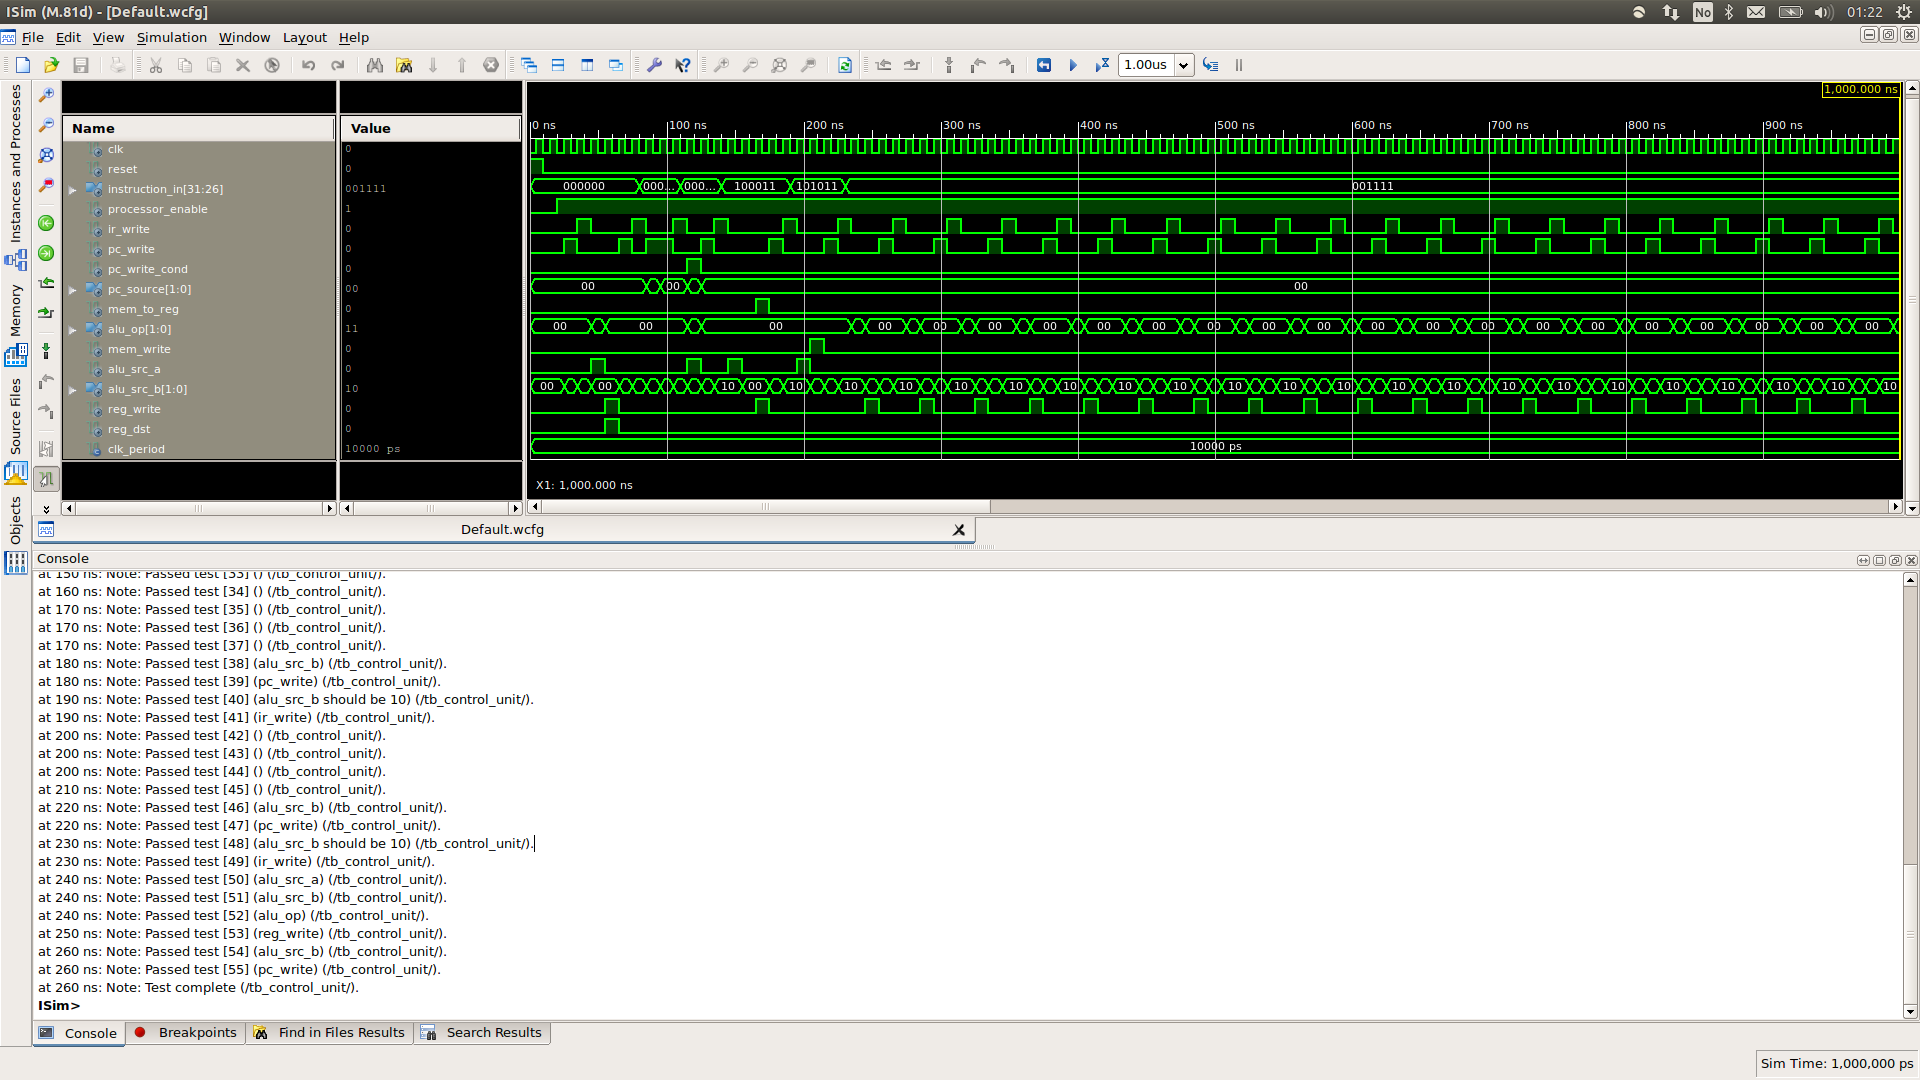 ISim (M.81d) - [Default.wcfg]
No
01:22
File Edit View Simulation Window Layout Help
1.00us
Instances and Processes
Memory
Source Files
Objects
Name
Value
clk 0
reset 0
instruction_in[31:26] 001111
processor_enable 1
ir_write 0
pc_write 0
pc_write_cond 0
pc_source[1:0] 00
mem_to_reg 0
alu_op[1:0] 11
mem_write 0
alu_src_a 0
alu_src_b[1:0] 10
reg_write 0
reg_dst 0
clk_period 10000 ps
1,000.000 ns
0 ns 100 ns 200 ns 300 ns 400 ns 500 ns 600 ns 700 ns 800 ns 900 ns
000000 000... 000... 100011 101011 001111
00 00 00
00 00 00 00 00 00 00 00 00 00 00 00 00 00 00 00 00 00 00 00 00 00
00 00 10 00 10 10 10 10 10 10 10 10 10 10 10 10 10 10 10 10 10 10 10 10 10
10000 ps
X1: 1,000.000 ns
Default.wcfg
Console
at 150 ns: Note: Passed test [33] () (/tb_control_unit/).
at 160 ns: Note: Passed test [34] () (/tb_control_unit/).
at 170 ns: Note: Passed test [35] () (/tb_control_unit/).
at 170 ns: Note: Passed test [36] () (/tb_control_unit/).
at 170 ns: Note: Passed test [37] () (/tb_control_unit/).
at 180 ns: Note: Passed test [38] (alu_src_b) (/tb_control_unit/).
at 180 ns: Note: Passed test [39] (pc_write) (/tb_control_unit/).
at 190 ns: Note: Passed test [40] (alu_src_b should be 10) (/tb_control_unit/).
at 190 ns: Note: Passed test [41] (ir_write) (/tb_control_unit/).
at 200 ns: Note: Passed test [42] () (/tb_control_unit/).
at 200 ns: Note: Passed test [43] () (/tb_control_unit/).
at 200 ns: Note: Passed test [44] () (/tb_control_unit/).
at 210 ns: Note: Passed test [45] () (/tb_control_unit/).
at 220 ns: Note: Passed test [46] (alu_src_b) (/tb_control_unit/).
at 220 ns: Note: Passed test [47] (pc_write) (/tb_control_unit/).
at 230 ns: Note: Passed test [48] (alu_src_b should be 10) (/tb_control_unit/).
at 230 ns: Note: Passed test [49] (ir_write) (/tb_control_unit/).
at 240 ns: Note: Passed test [50] (alu_src_a) (/tb_control_unit/).
at 240 ns: Note: Passed test [51] (alu_src_b) (/tb_control_unit/).
at 240 ns: Note: Passed test [52] (alu_op) (/tb_control_unit/).
at 250 ns: Note: Passed test [53] (reg_write) (/tb_control_unit/).
at 260 ns: Note: Passed test [54] (alu_src_b) (/tb_control_unit/).
at 260 ns: Note: Passed test [55] (pc_write) (/tb_control_unit/).
at 260 ns: Note: Test complete (/tb_control_unit/).
ISim>
Console Breakpoints Find in Files Results Search Results
Sim Time: 1,000,000 ps